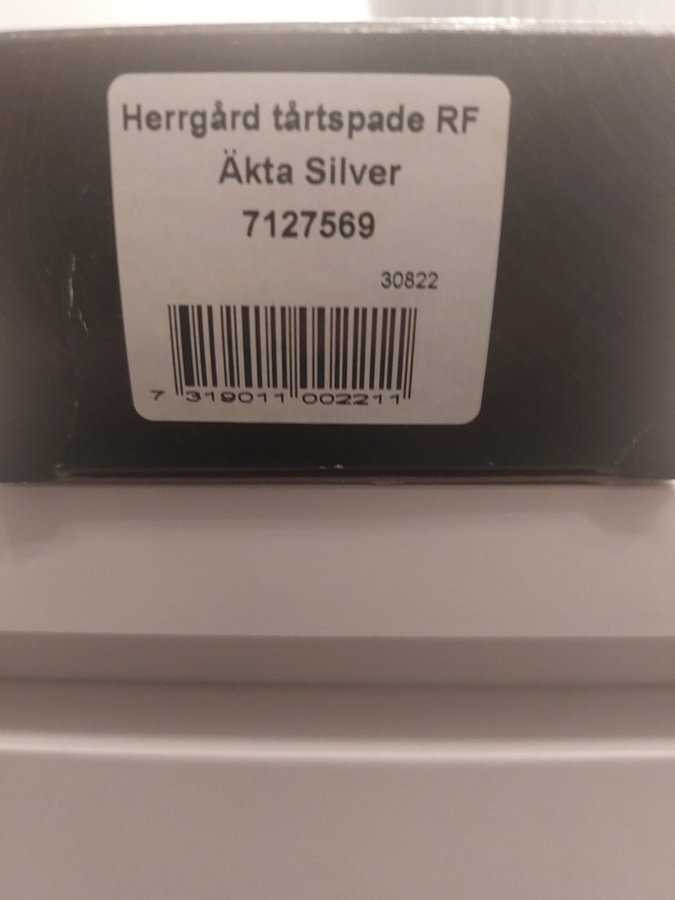 Herrgård tårtspade RF
Äkta Silver
7127569
30822
7 319011 002211